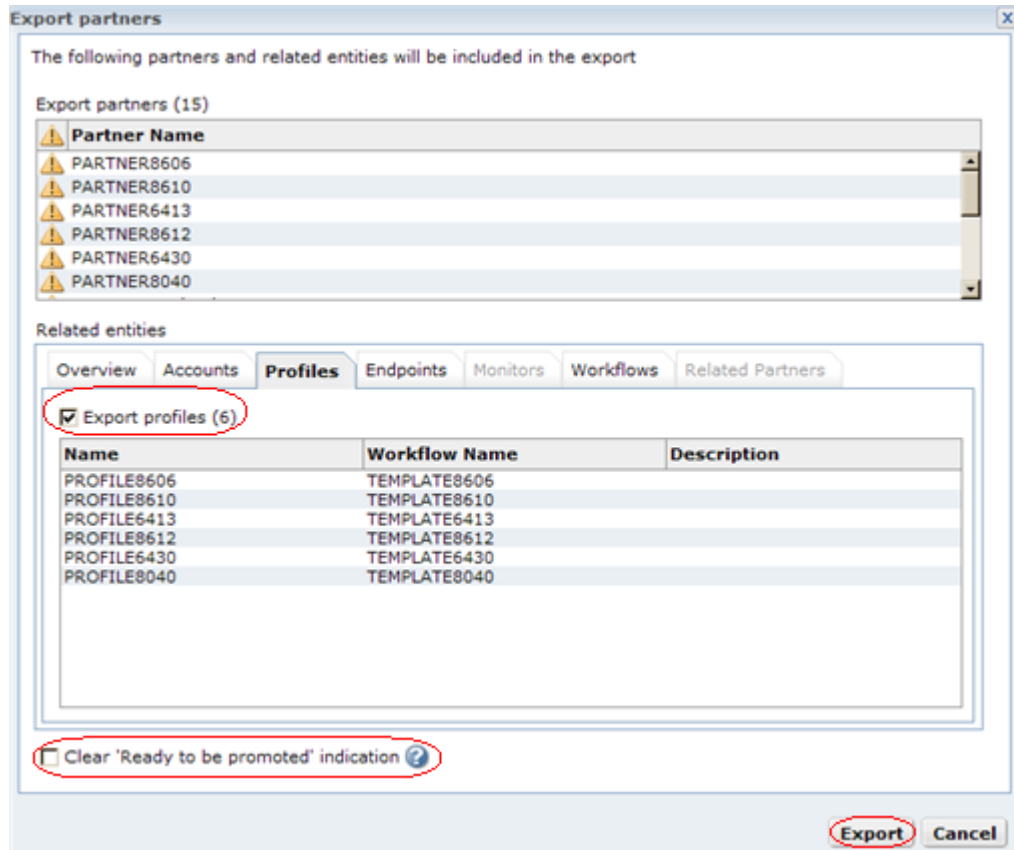 Export partners X
The following partners and related entities will be included in the export
Export partners (15)
Partner Name
PARTNER8606
PARTNER8610
PARTNER6413
PARTNER8612
PARTNER6430
PARTNER8040
Related entities
Overview Accounts Profiles Endpoints Monitors Workflows Related Partners
Export profiles (6)
Name Workflow Name Description
PROFILE8606 TEMPLATE8606
PROFILE8610 TEMPLATE8610
PROFILE6413 TEMPLATE6413
PROFILE8612 TEMPLATE8612
PROFILE6430 TEMPLATE6430
PROFILE8040 TEMPLATE8040
Clear 'Ready to be promoted' indication ?
Export Cancel